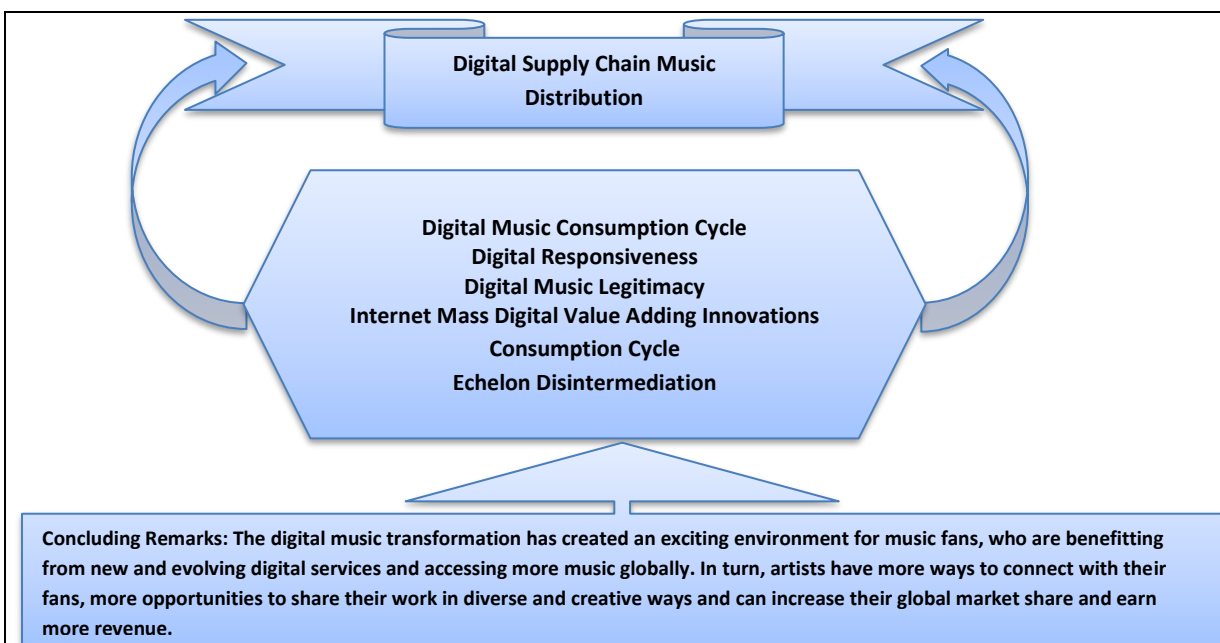 Digital Supply Chain Music
Distribution
Digital Music Consumption Cycle
Digital Responsiveness
Digital Music Legitimacy
Internet Mass Digital Value Adding Innovations
Consumption Cycle
Echelon Disintermediation
Concluding Remarks: The digital music transformation has created an exciting environment for music fans, who are benefitting
from new and evolving digital services and accessing more music globally. In turn, artists have more ways to connect with their
fans, more opportunities to share their work in diverse and creative ways and can increase their global market share and earn
more revenue.